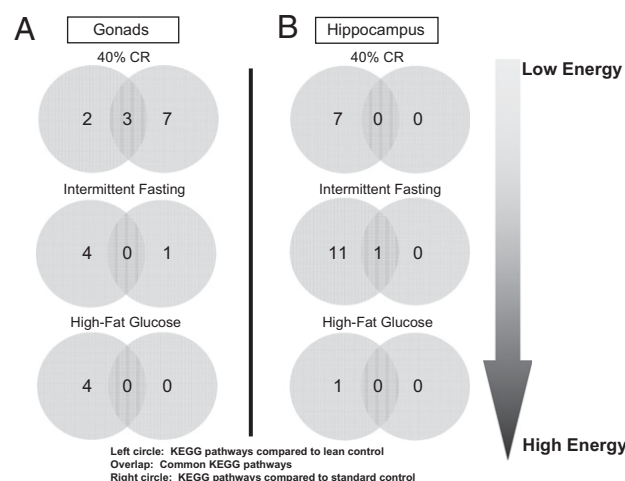 A
Gonads
40% CR
2 3 7
Intermittent Fasting
4 0 1
High-Fat Glucose
4 0 0
B
Hippocampus
40% CR
7 0 0
Intermittent Fasting
11 1 0
High-Fat Glucose
1 0 0
Low Energy
High Energy
Left circle: KEGG pathways compared to lean control
Overlap: Common KEGG pathways
Right circle: KEGG pathways compared to standard control